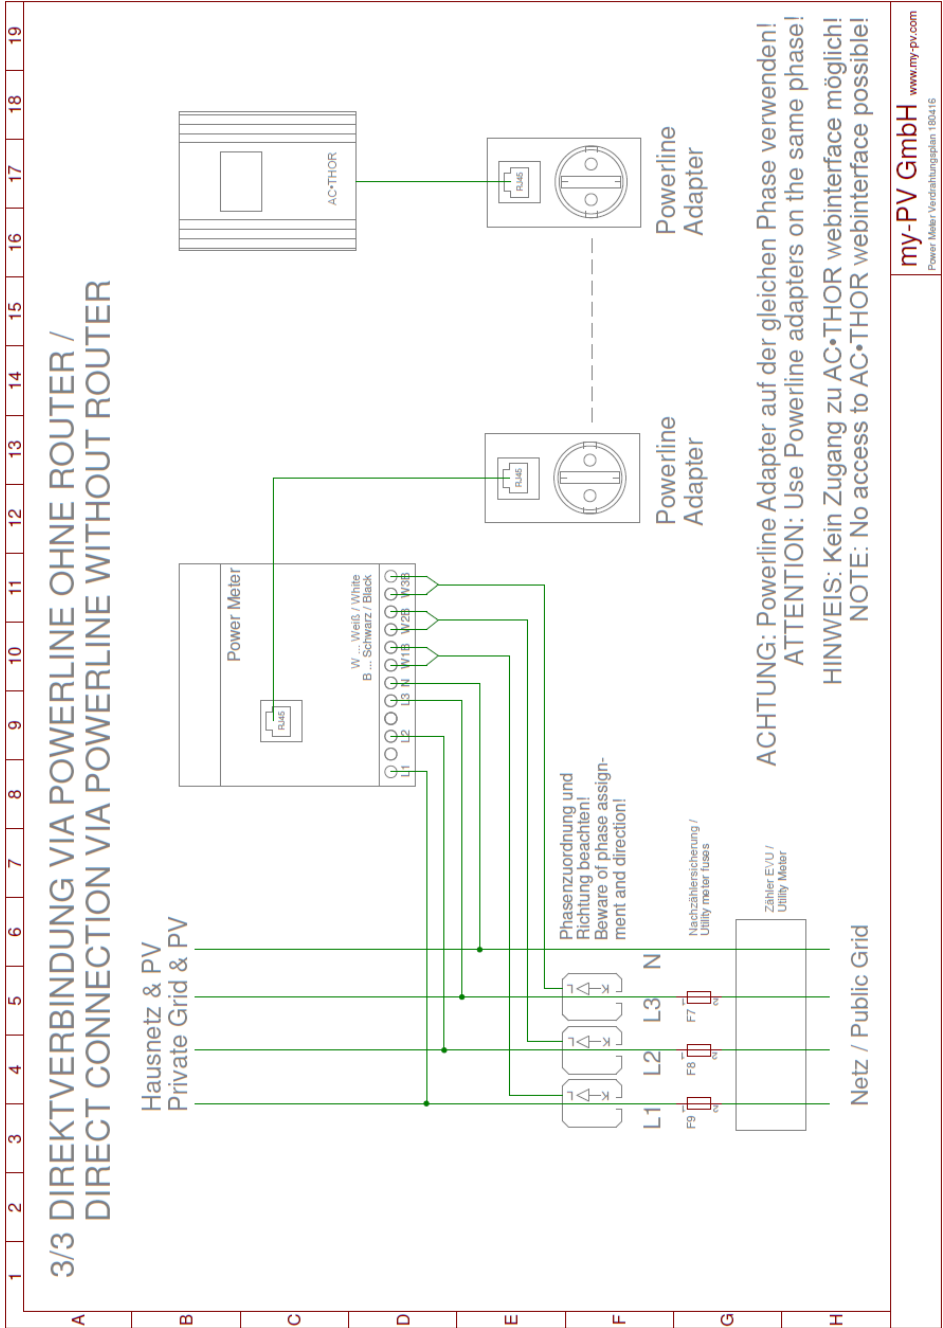 1 2 3 4 5 6 7 8 9 10 11 12 13 14 15 16 17 18 19
A
B
C
D
E
F
G
H
3/3 DIREKTVERBINDUNG VIA POWERLINE OHNE ROUTER /
DIRECT CONNECTION VIA POWERLINE WITHOUT ROUTER
Hausnetz & PV
Private Grid & PV
Power Meter
RJ45
W ... Weiß / White
B ... Schwarz / Black
L1 L2 L3 N W1B W2B W3B
AC•THOR
RJ45
Powerline
Adapter
RJ45
Powerline
Adapter
Phasenzuordnung und
Richtung beachten!
Beware of phase assign-
ment and direction!
K L
K L
K L
L1 L2 L3 N
Nachzählersicherung /
Utility meter fuses
F9 F8 F7
1 2
1 2
1 2
Zähler EVU /
Utility Meter
Netz / Public Grid
ACHTUNG: Powerline Adapter auf der gleichen Phase verwenden!
ATTENTION: Use Powerline adapters on the same phase!
HINWEIS: Kein Zugang zu AC•THOR webinterface möglich!
NOTE: No access to AC•THOR webinterface possible!
my-PV GmbH www.my-pv.com
Power Meter Verdrahtungsplan 180416